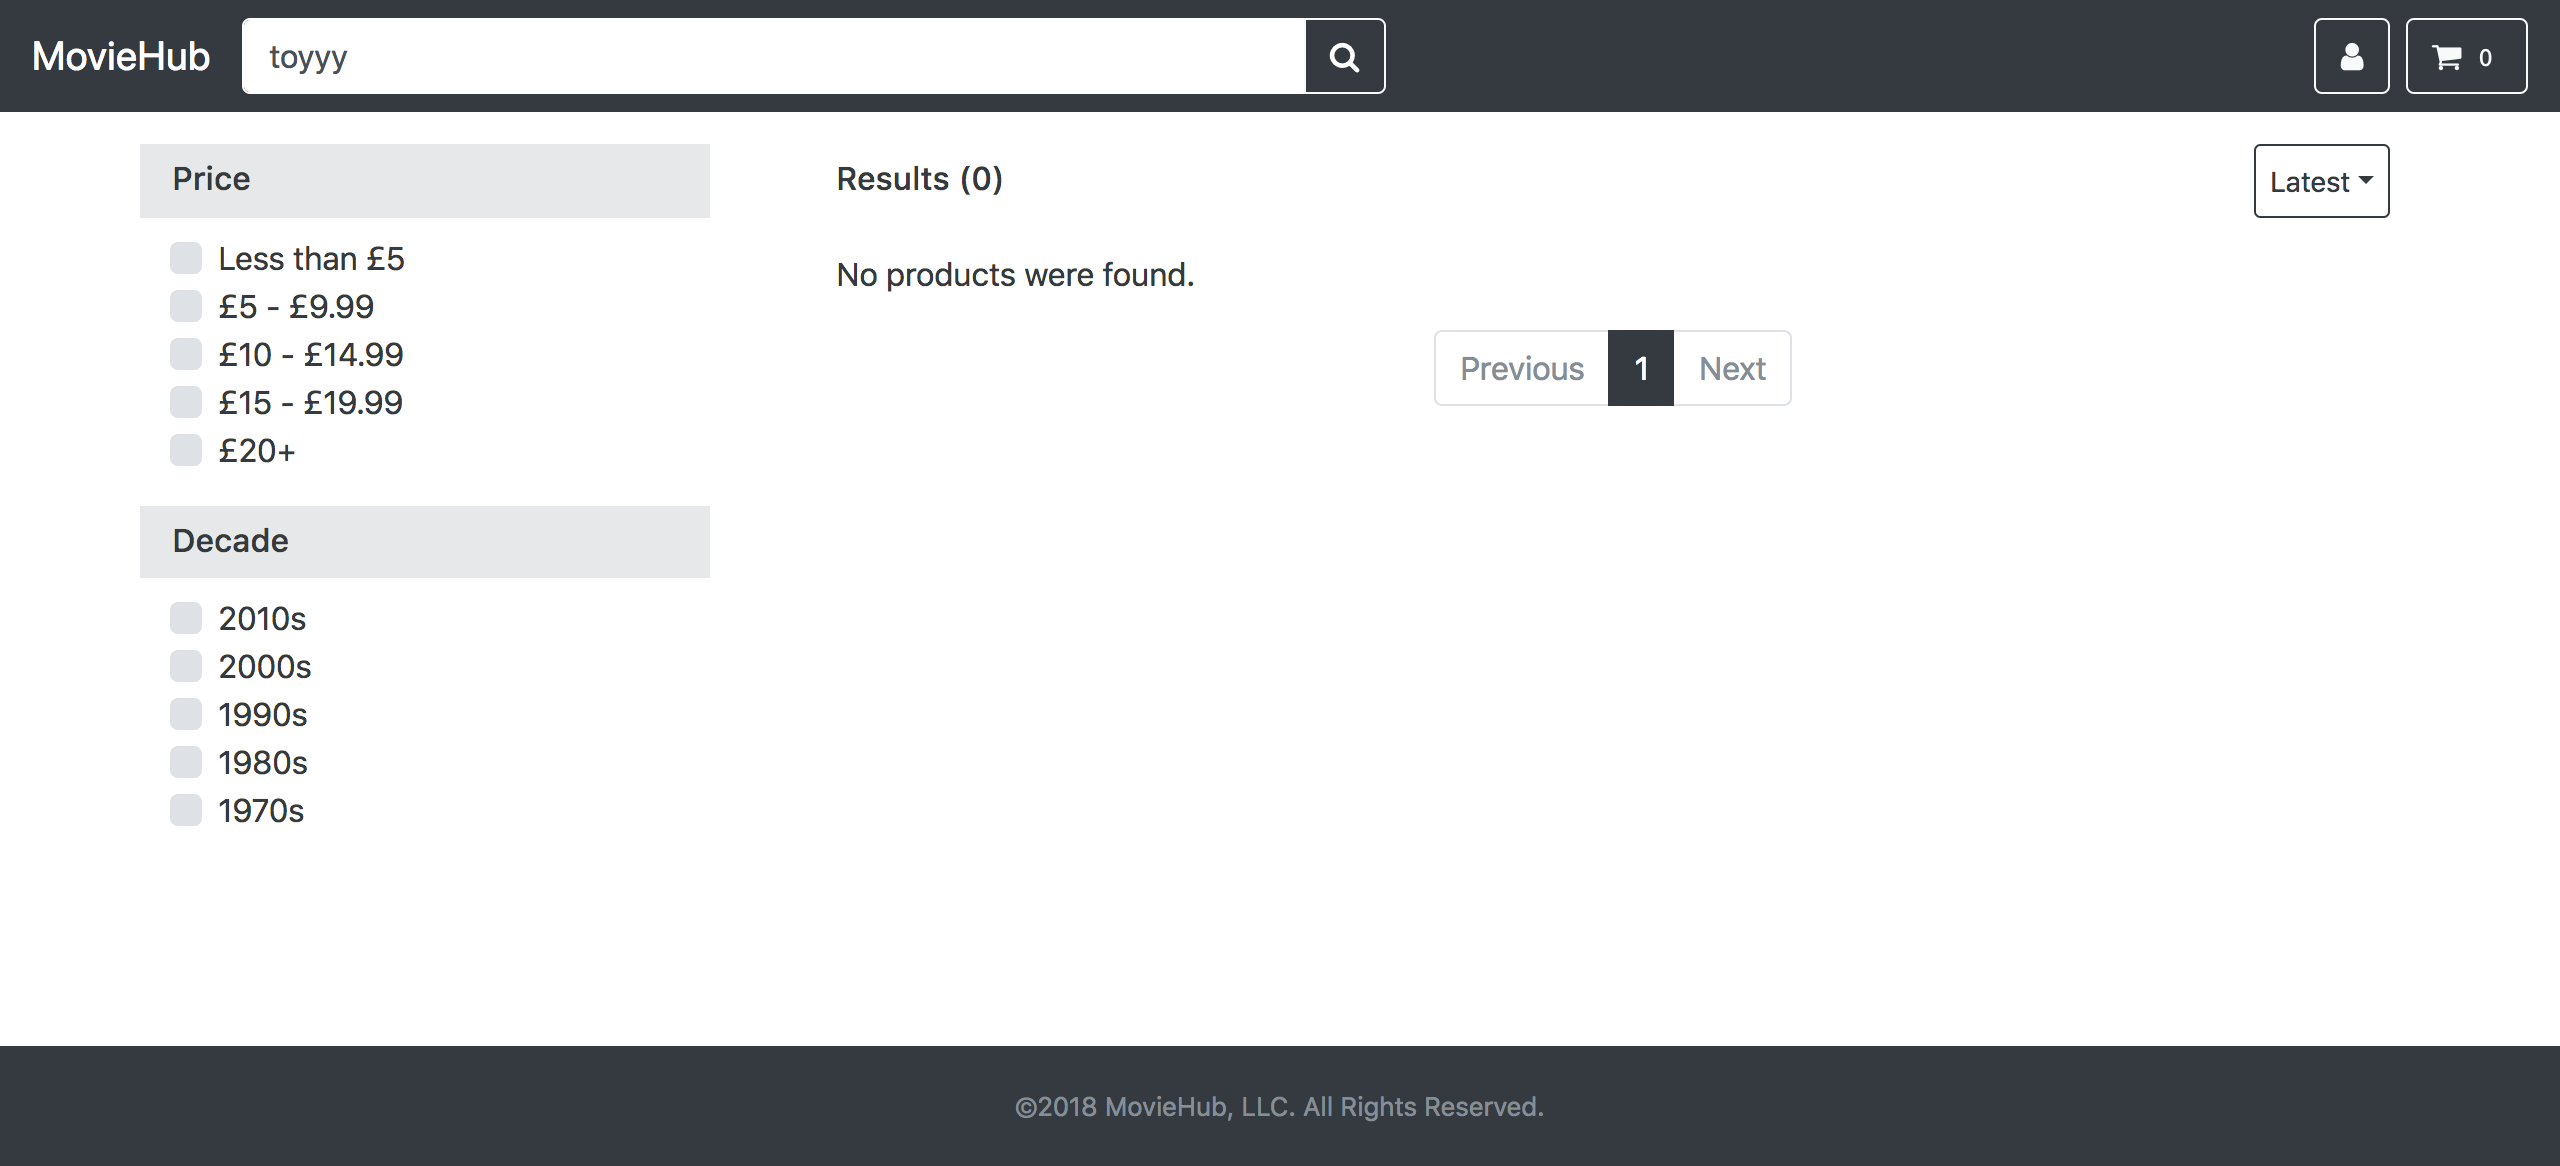 MovieHub
toyyy
0
Price
Less than £5
£5 - £9.99
£10 - £14.99
£15 - £19.99
£20+
Decade
2010s
2000s
1990s
1980s
1970s
Results (0)
Latest
No products were found.
Previous 1 Next
©2018 MovieHub, LLC. All Rights Reserved.